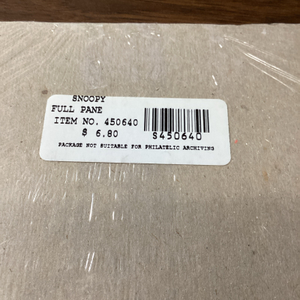 SNOOPY
FULL PANE
ITEM NO. 450640
$ 6.80
S450640
PACKAGE NOT SUITABLE FOR PHILATELIC ARCHIVING